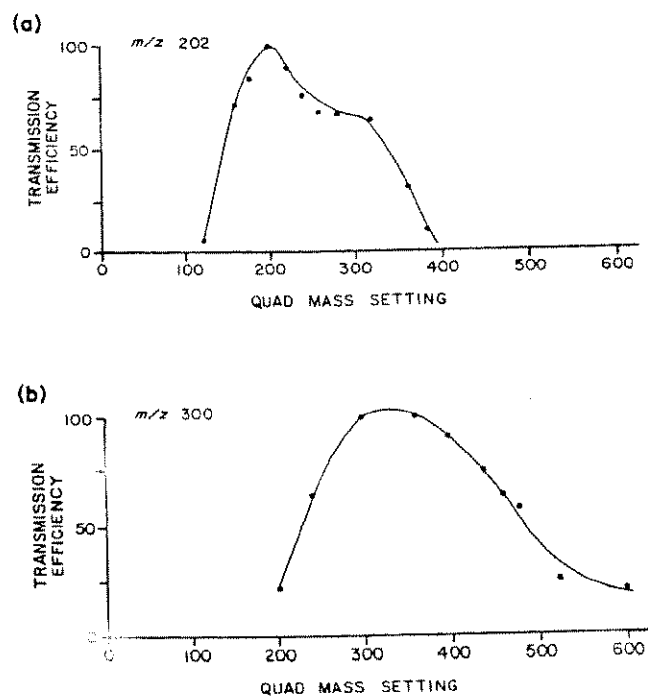 (a)
m/z 202
100
50
0
TRANSMISSION
EFFICIENCY
0 100 200 300 400 500 600
QUAD MASS SETTING
(b)
m/z 300
100
50
0
TRANSMISSION
EFFICIENCY
0 100 200 300 400 500 600
QUAD MASS SETTING